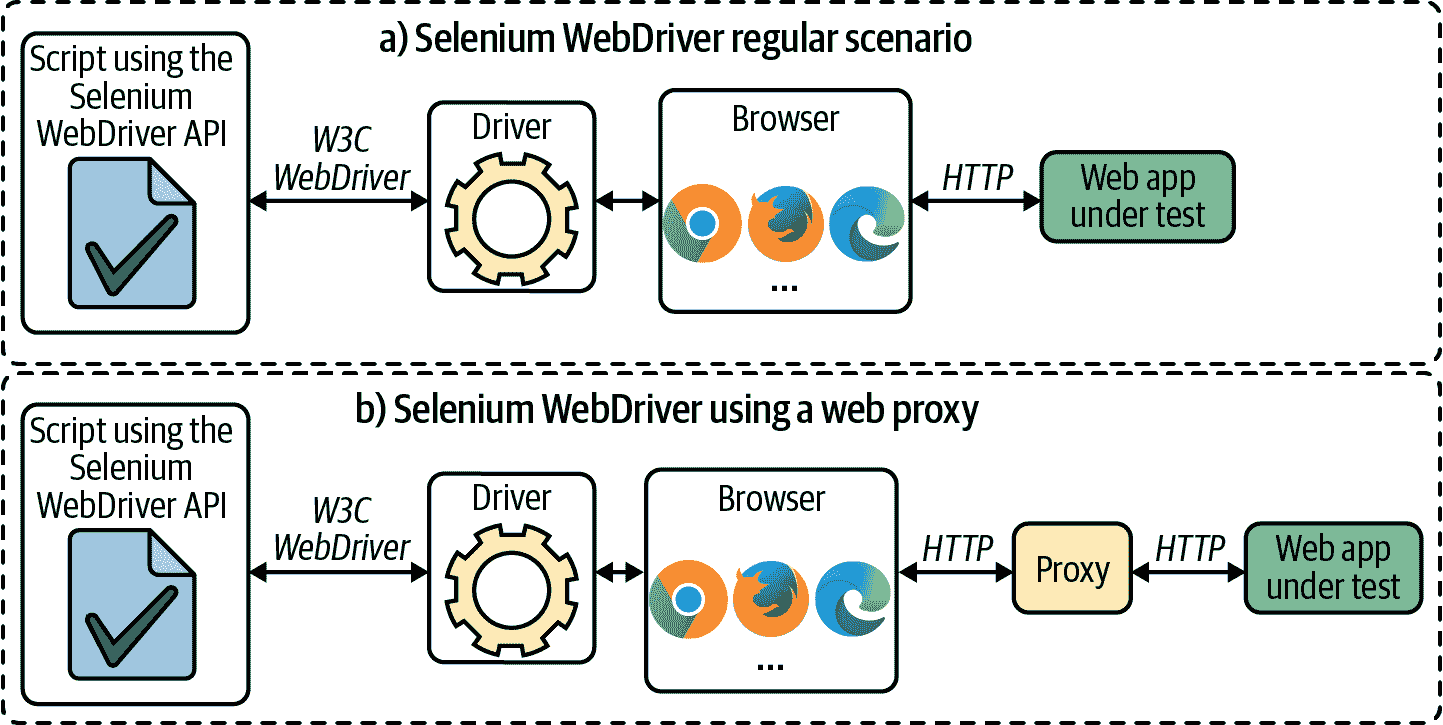 a) Selenium WebDriver regular scenario
Script using the
Selenium
WebDriver API
W3C
WebDriver
Driver
Browser
...
HTTP
Web app
under test
b) Selenium WebDriver using a web proxy
Script using the
Selenium
WebDriver API
W3C
WebDriver
Driver
Browser
...
HTTP
Proxy
HTTP
Web app
under test